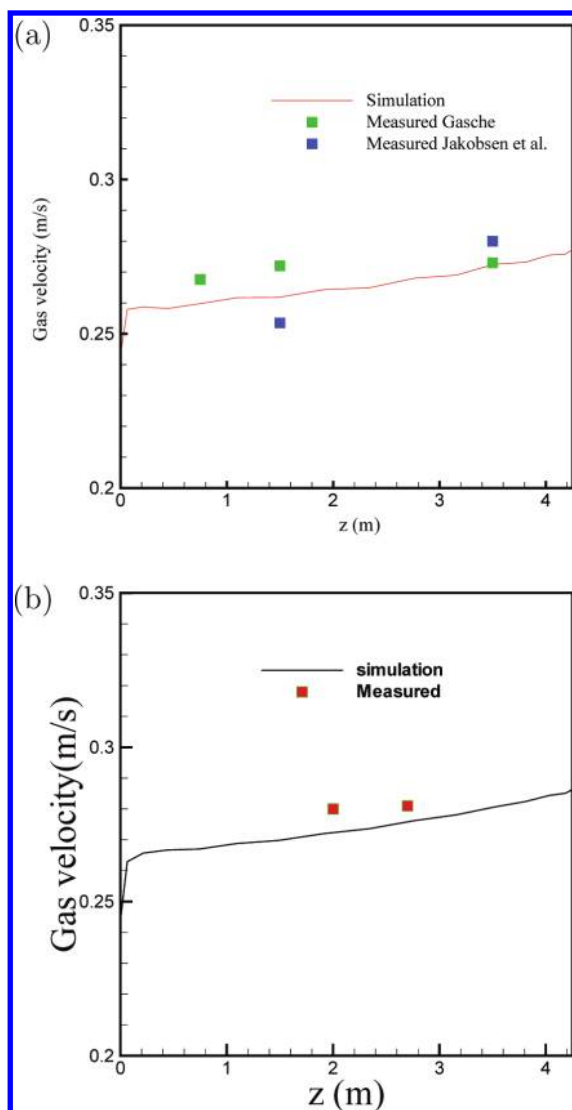 (a)
0.35
Simulation
Measured Gasche
Measured Jakobsen et al.
0.3
Gas velocity (m/s)
0.25
0.2
0
1
2
3
4
z (m)
(b)
0.35
simulation
Measured
0.3
Gas velocity(m/s)
0.25
0.2
0
1
2
3
4
z (m)